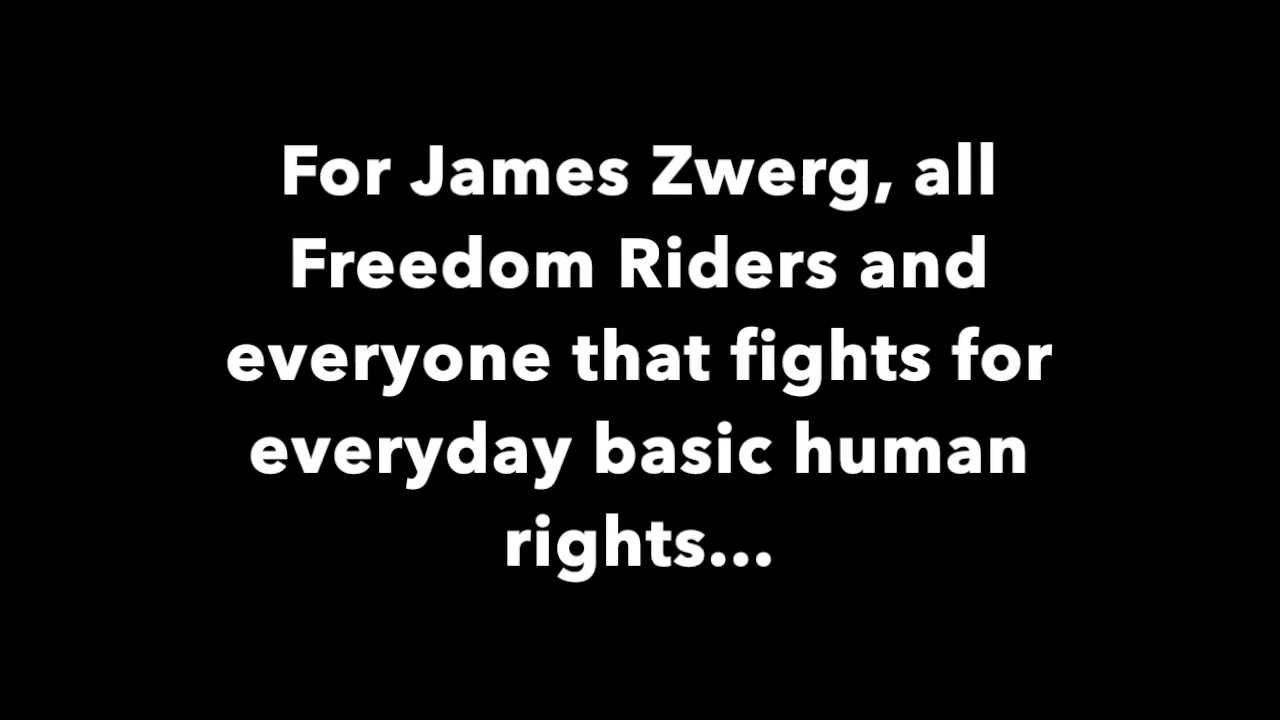 For James Zwerg, all
Freedom Riders and
everyone that fights for
everyday basic human
rights...